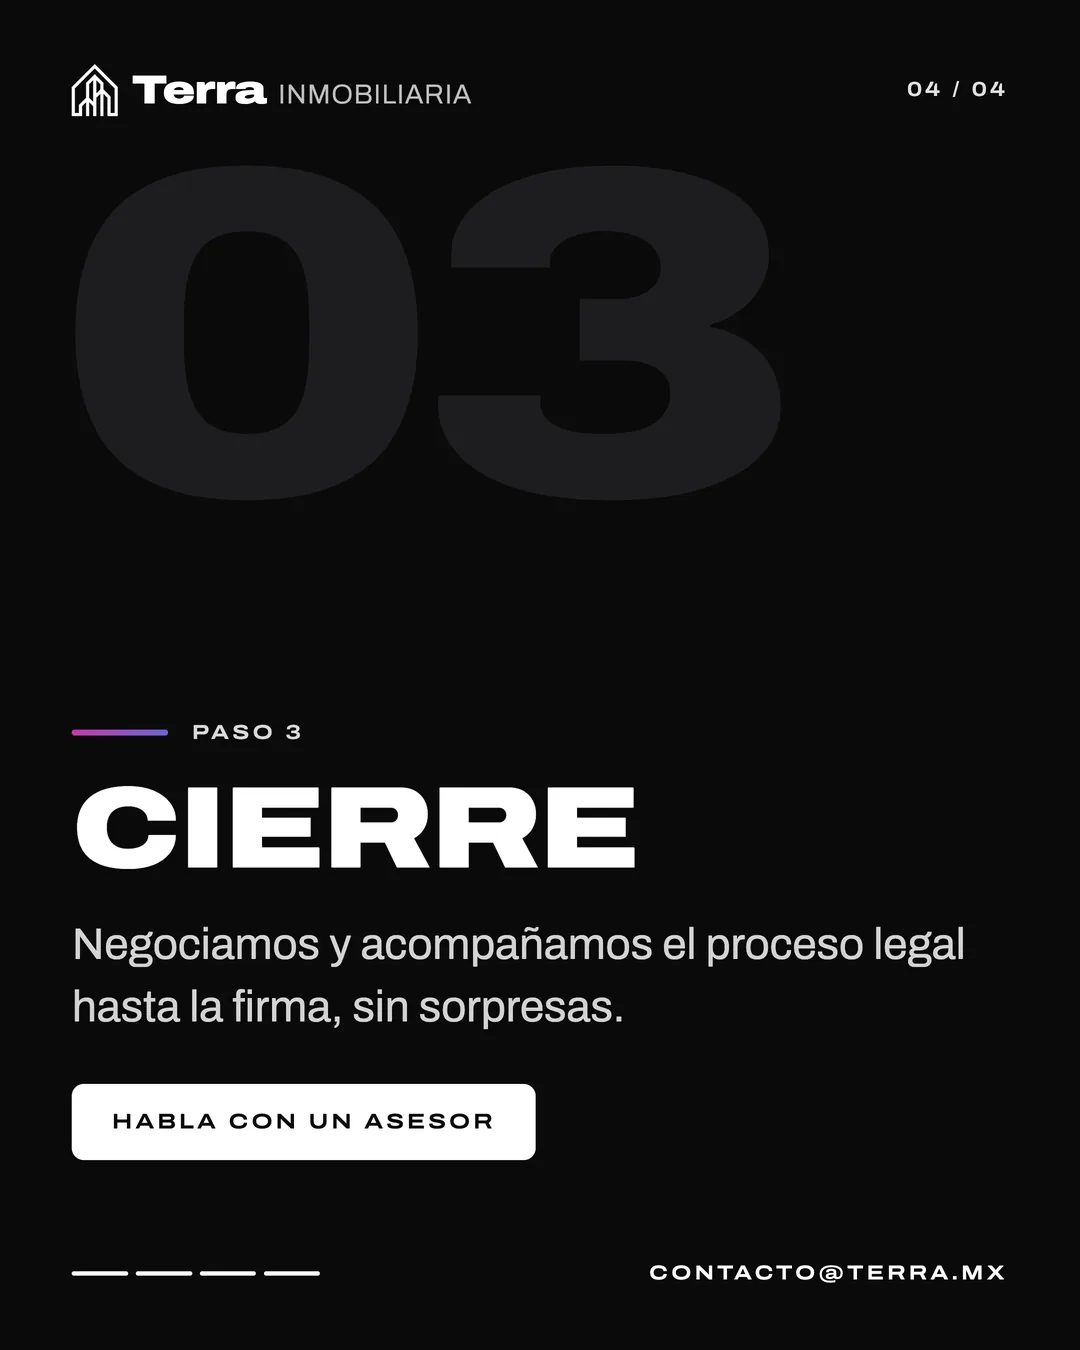 Terra INMOBILIARIA
04 / 04
03
PASO 3
CIERRE
Negociamos y acompañamos el proceso legal
hasta la firma, sin sorpresas.
HABLA CON UN ASESOR
CONTACTO@TERRA.MX